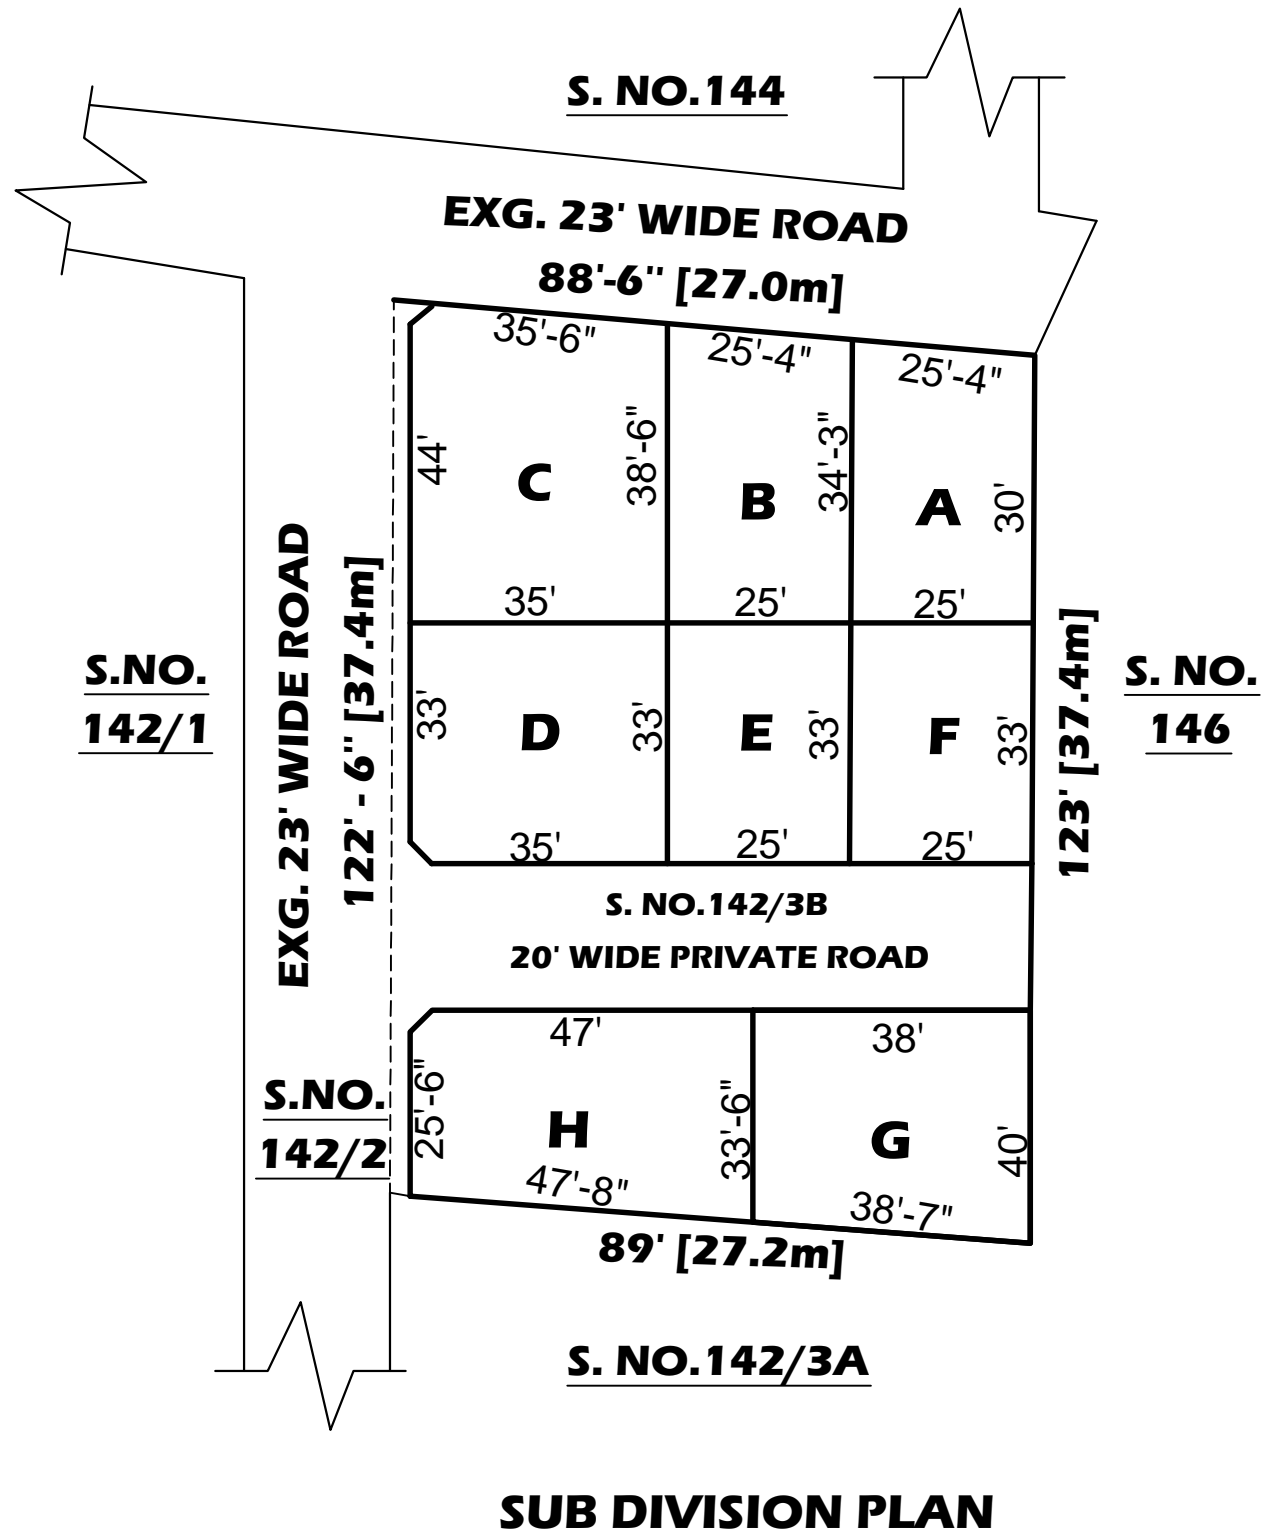 S. NO.144
EXG. 23' WIDE ROAD
88'-6" [27.0m]
35'-6"
25'-4"
25'-4"
44'
38'-6"
34'-3"
30'
C
B
A
35'
25'
25'
EXG. 23' WIDE ROAD
122' - 6" [37.4m]
S.NO.
142/1
33'
D
33'
E
33'
F
33'
123' [37.4m]
S. NO.
146
35'
25'
25'
S. NO.142/3B
20' WIDE PRIVATE ROAD
47'
38'
S.NO.
142/2
25'-6"
H
33'-6"
G
40'
47'-8"
38'-7"
89' [27.2m]
S. NO.142/3A
SUB DIVISION PLAN